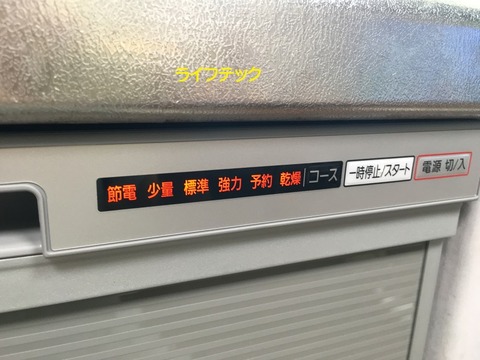 ライフテック
節電 少量 標準 強力 予約 乾燥 コース 一時停止/スタート 電源 切/入